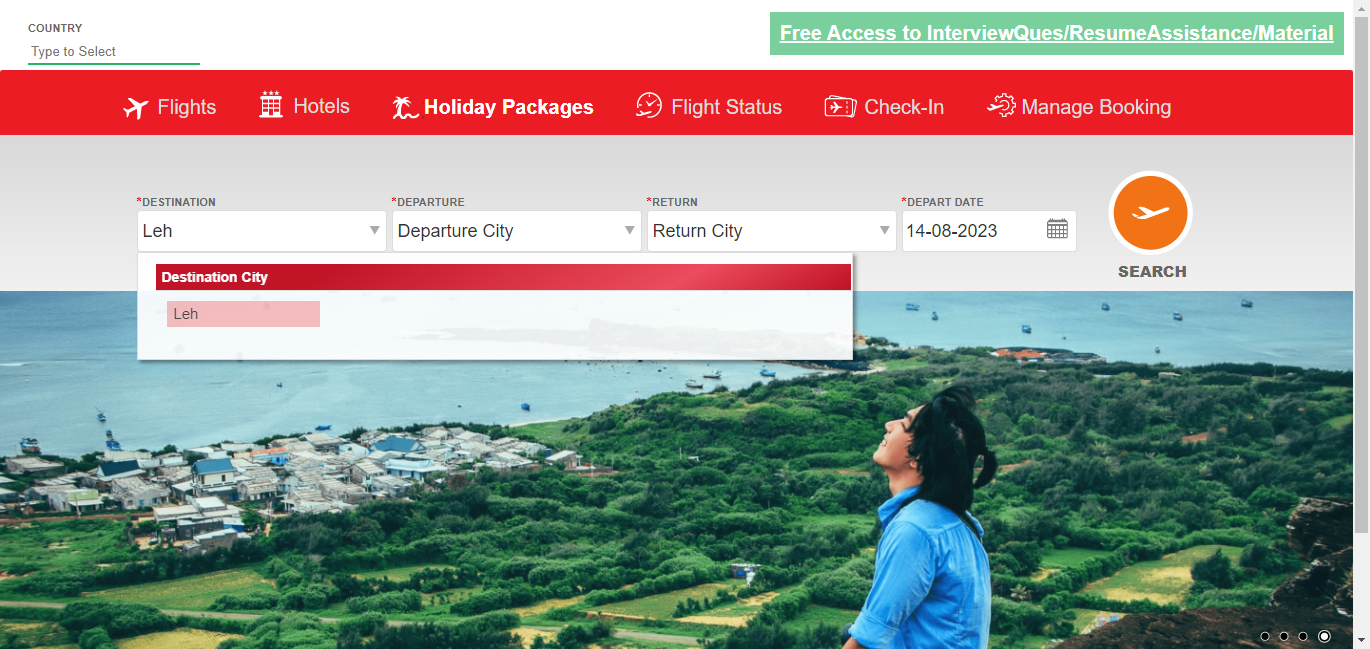 COUNTRY
Type to Select
Free Access to InterviewQues/ResumeAssistance/Material
Flights
Hotels
Holiday Packages
Flight Status
Check-In
Manage Booking
*DESTINATION
*DEPARTURE
*RETURN
*DEPART DATE
Leh
Departure City
Return City
14-08-2023
SEARCH
Destination City
Leh